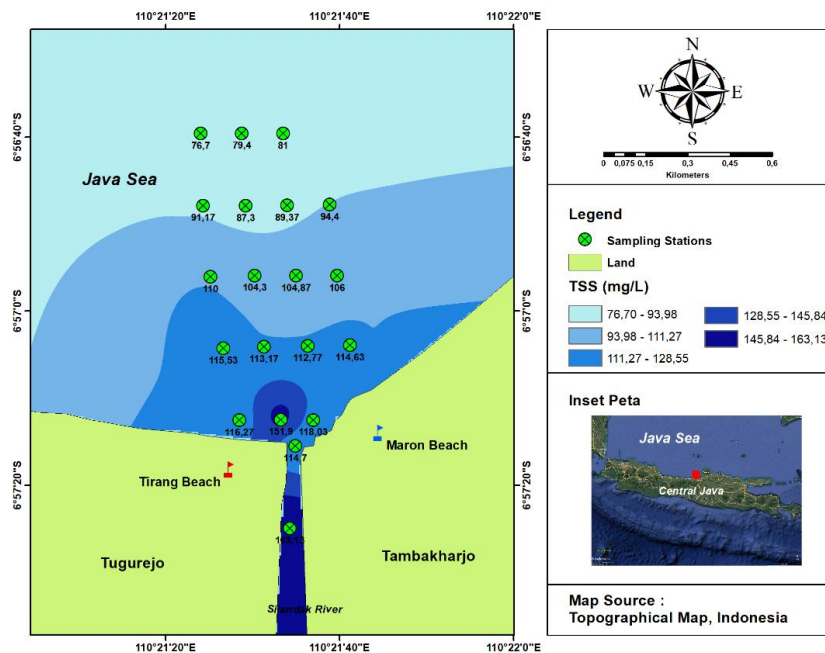 110°21'20"E 110°21'40"E 110°22'0"E
6°56'40"S
6°57'0"S
6°57'20"S
Java Sea
76,7 79,4 81
91,17 87,3 89,37 94,4
110 104,3 104,87 106
115,53 113,17 112,77 114,63
116,27 151,9 118,03
114,7
Maron Beach
Tirang Beach
Tugurejo
Tambakharjo
River
110°21'20"E 110°21'40"E 110°22'0"E
N
W E
S
0 0,075 0,15 0,3 0,45 0,6
Kilometers
Legend
Sampling Stations
Land
TSS (mg/L)
76,70 - 93,98
93,98 - 111,27
111,27 - 128,55
128,55 - 145,84
145,84 - 163,13
Inset Peta
Java Sea
Central Java
Map Source :
Topographical Map, Indonesia